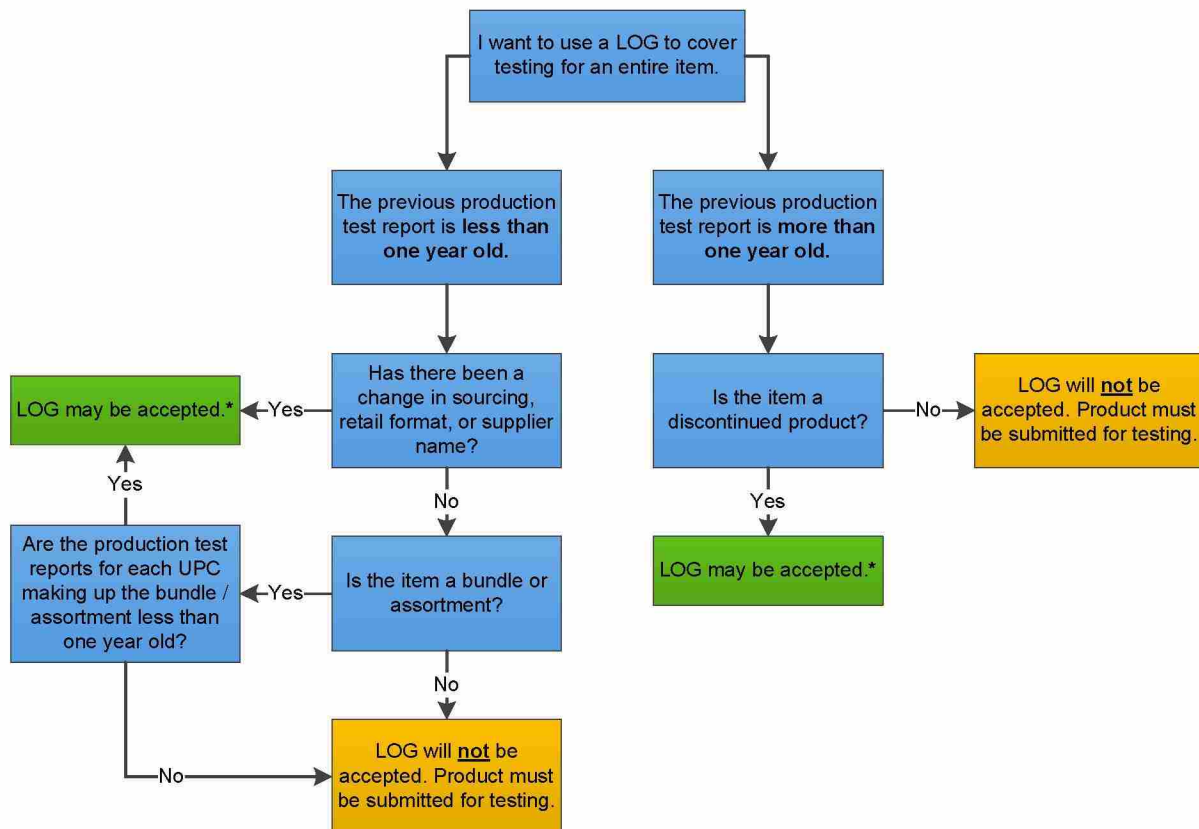 I want to use a LOG to cover
testing for an entire item.
The previous production
test report is less than
one year old.
The previous production
test report is more than
one year old.
Has there been a
change in sourcing,
retail format, or supplier
name?
Yes
LOG may be accepted.*
No
Is the item a bundle or
assortment?
Yes
Are the production test
reports for each UPC
making up the bundle /
assortment less than
one year old?
Yes
No
No
LOG will not be
accepted. Product must
be submitted for testing.
Is the item a
discontinued product?
No
LOG will not be
accepted. Product must
be submitted for testing.
Yes
LOG may be accepted.*